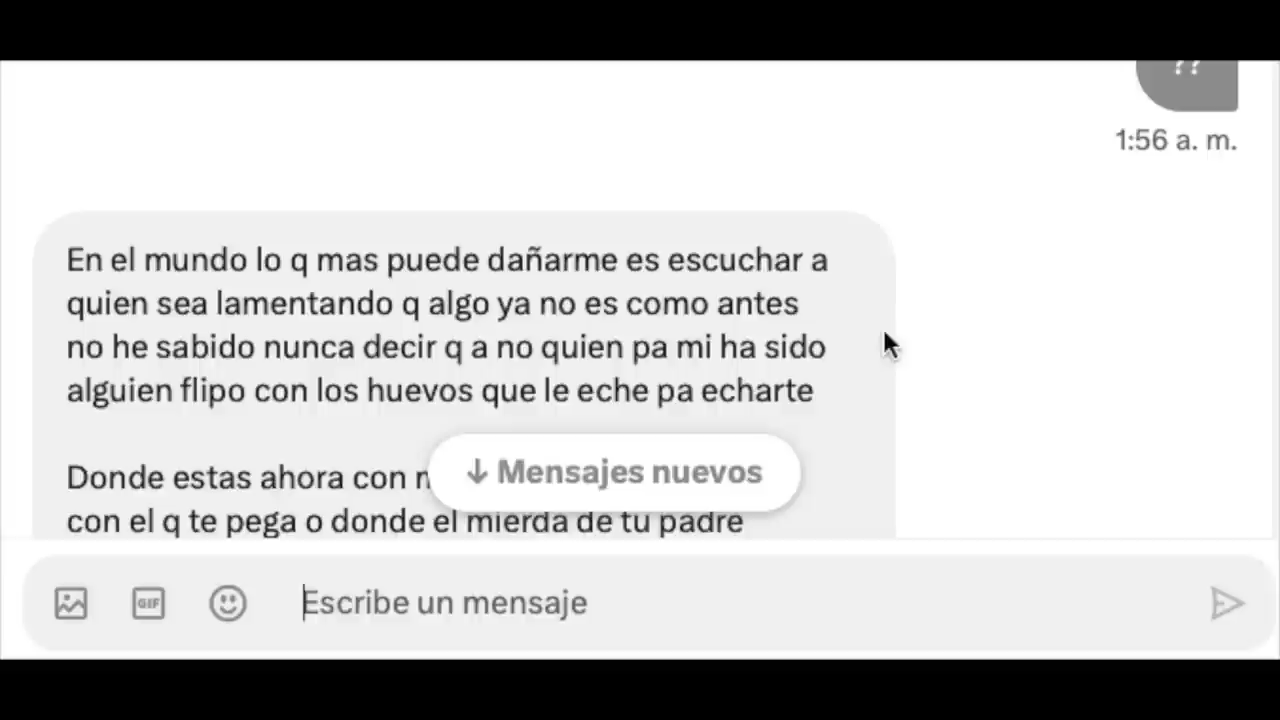 ??
1:56 a. m.
En el mundo lo q mas puede dañarme es escuchar a
quien sea lamentando q algo ya no es como antes
no he sabido nunca decir q a no quien pa mi ha sido
alguien flipo con los huevos que le eche pa echarte
Donde estas ahora con
↓ Mensajes nuevos
con el q te pega o donde el mierda de tu padre
GIF
Escribe un mensaje